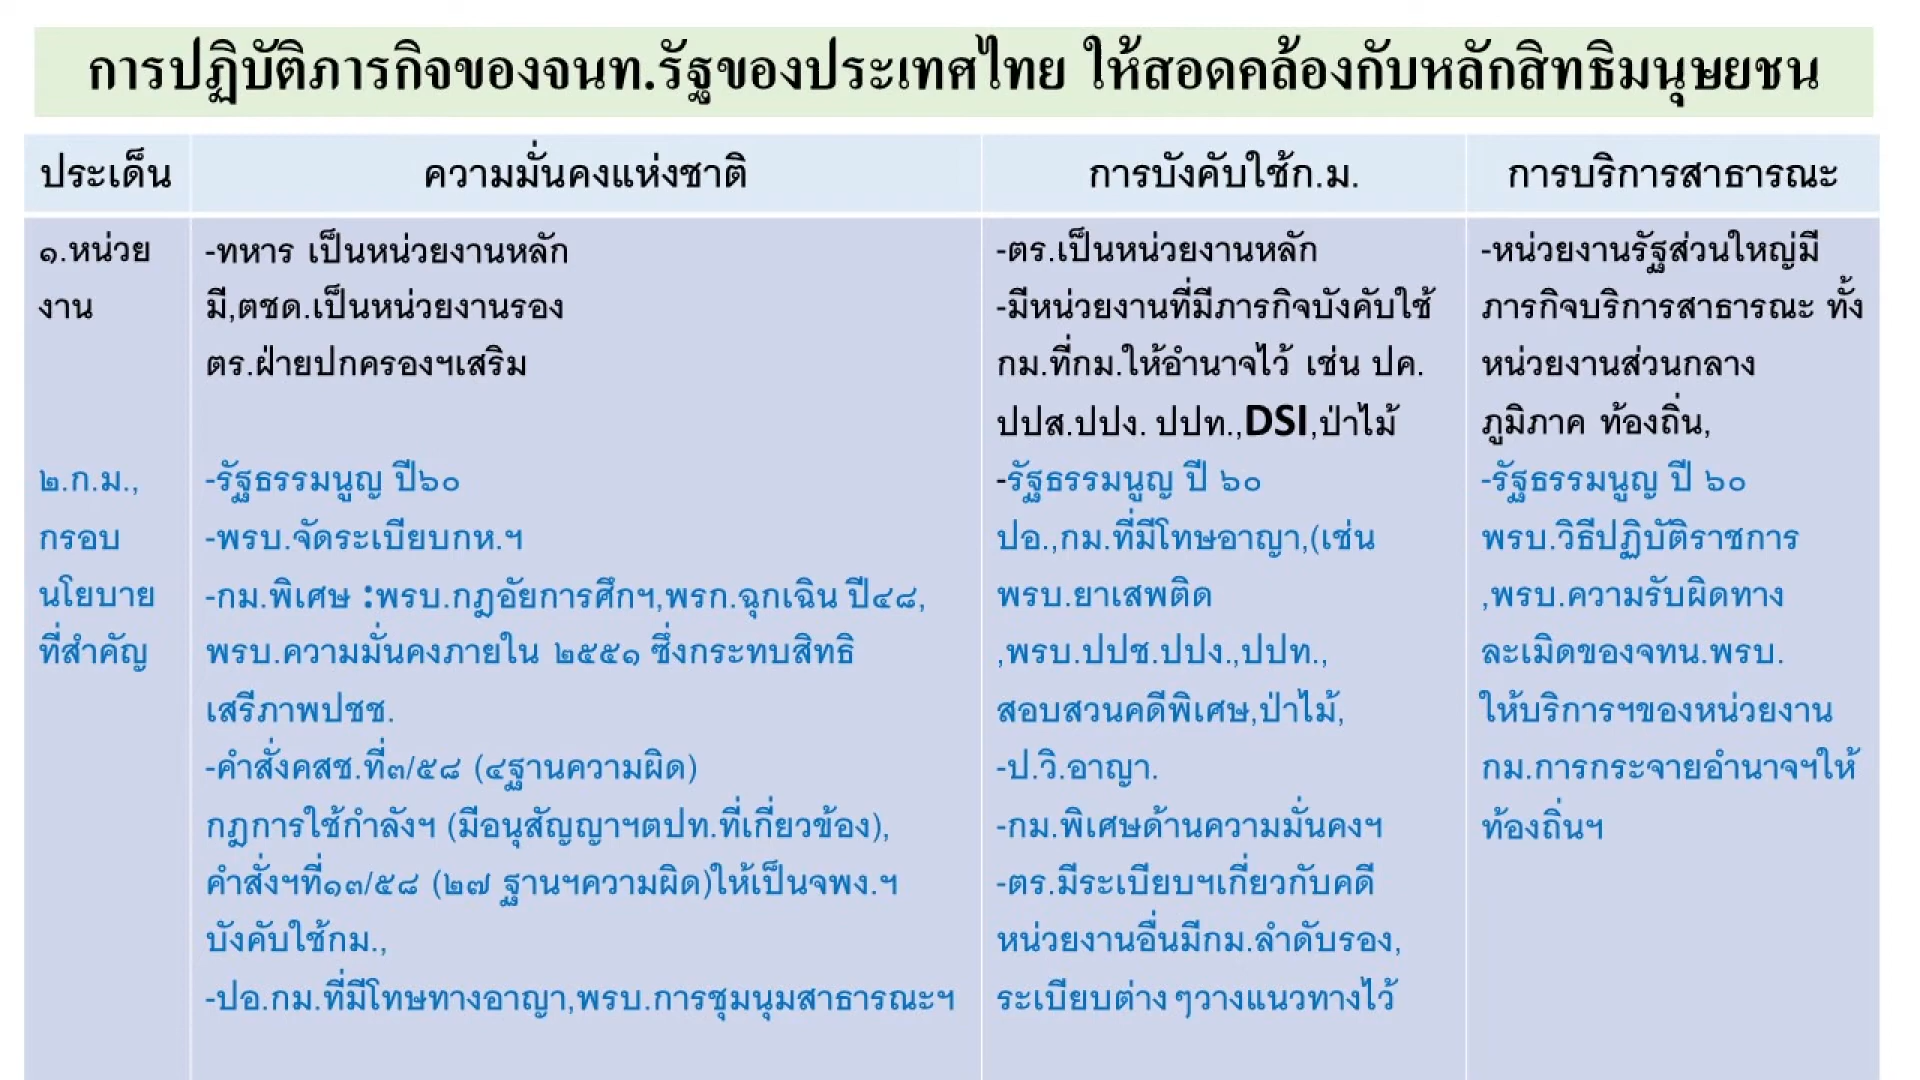 การปฏิบัติภารกิจของจนท.รัฐของประเทศไทย ให้สอดคล้องกับหลักสิทธิมนุษยชน
ประเด็น
ความมั่นคงแห่งชาติ
การบังคับใช้ก.ม.
การบริการสาธารณะ
๑.หน่วย
งาน
-ทหาร เป็นหน่วยงานหลัก
มี,ตชด.เป็นหน่วยงานรอง
ตร.ฝ่ายปกครองฯเสริม
-ตร.เป็นหน่วยงานหลัก
-มีหน่วยงานที่มีภารกิจบังคับใช้
กม.ที่กม.ให้อำนาจไว้ เช่น ปค.
ปปส.ปปง. ปปท.,DSI,ป่าไม้
-หน่วยงานรัฐส่วนใหญ่มี
ภารกิจบริการสาธารณะ ทั้ง
หน่วยงานส่วนกลาง
ภูมิภาค ท้องถิ่น,
๒.ก.ม.,
กรอบ
นโยบาย
ที่สำคัญ
-รัฐธรรมนูญ ปี๖๐
-พรบ.จัดระเบียบกห.ฯ
-กม.พิเศษ :พรบ.กฎอัยการศึกฯ,พรก.ฉุกเฉิน ปี๔๘,
พรบ.ความมั่นคงภายใน ๒๕๕๑ ซึ่งกระทบสิทธิ
เสรีภาพปชช.
-คำสั่งคสช.ที่๓/๕๘ (๔ฐานความผิด)
กฎการใช้กำลังฯ (มีอนุสัญญาฯตปท.ที่เกี่ยวข้อง),
คำสั่งฯที่๑๓/๕๘ (๒๗ ฐานฯความผิด)ให้เป็นจพง.ฯ
บังคับใช้กม.,
-ปอ.กม.ที่มีโทษทางอาญา,พรบ.การชุมนุมสาธารณะฯ
-รัฐธรรมนูญ ปี ๖๐
ปอ.,กม.ที่มีโทษอาญา,(เช่น
พรบ.ยาเสพติด
,พรบ.ปปช.ปปง.,ปปท.,
สอบสวนคดีพิเศษ,ป่าไม้,
-ป.วิ.อาญา.
-กม.พิเศษด้านความมั่นคงฯ
-ตร.มีระเบียบฯเกี่ยวกับคดี
หน่วยงานอื่นมีกม.ลำดับรอง,
ระเบียบต่าง ๆวางแนวทางไว้
-รัฐธรรมนูญ ปี ๖๐
พรบ.วิธีปฏิบัติราชการ
,พรบ.ความรับผิดทาง
ละเมิดของจทน.พรบ.
ให้บริการฯของหน่วยงาน
กม.การกระจายอำนาจฯให้
ท้องถิ่นฯ